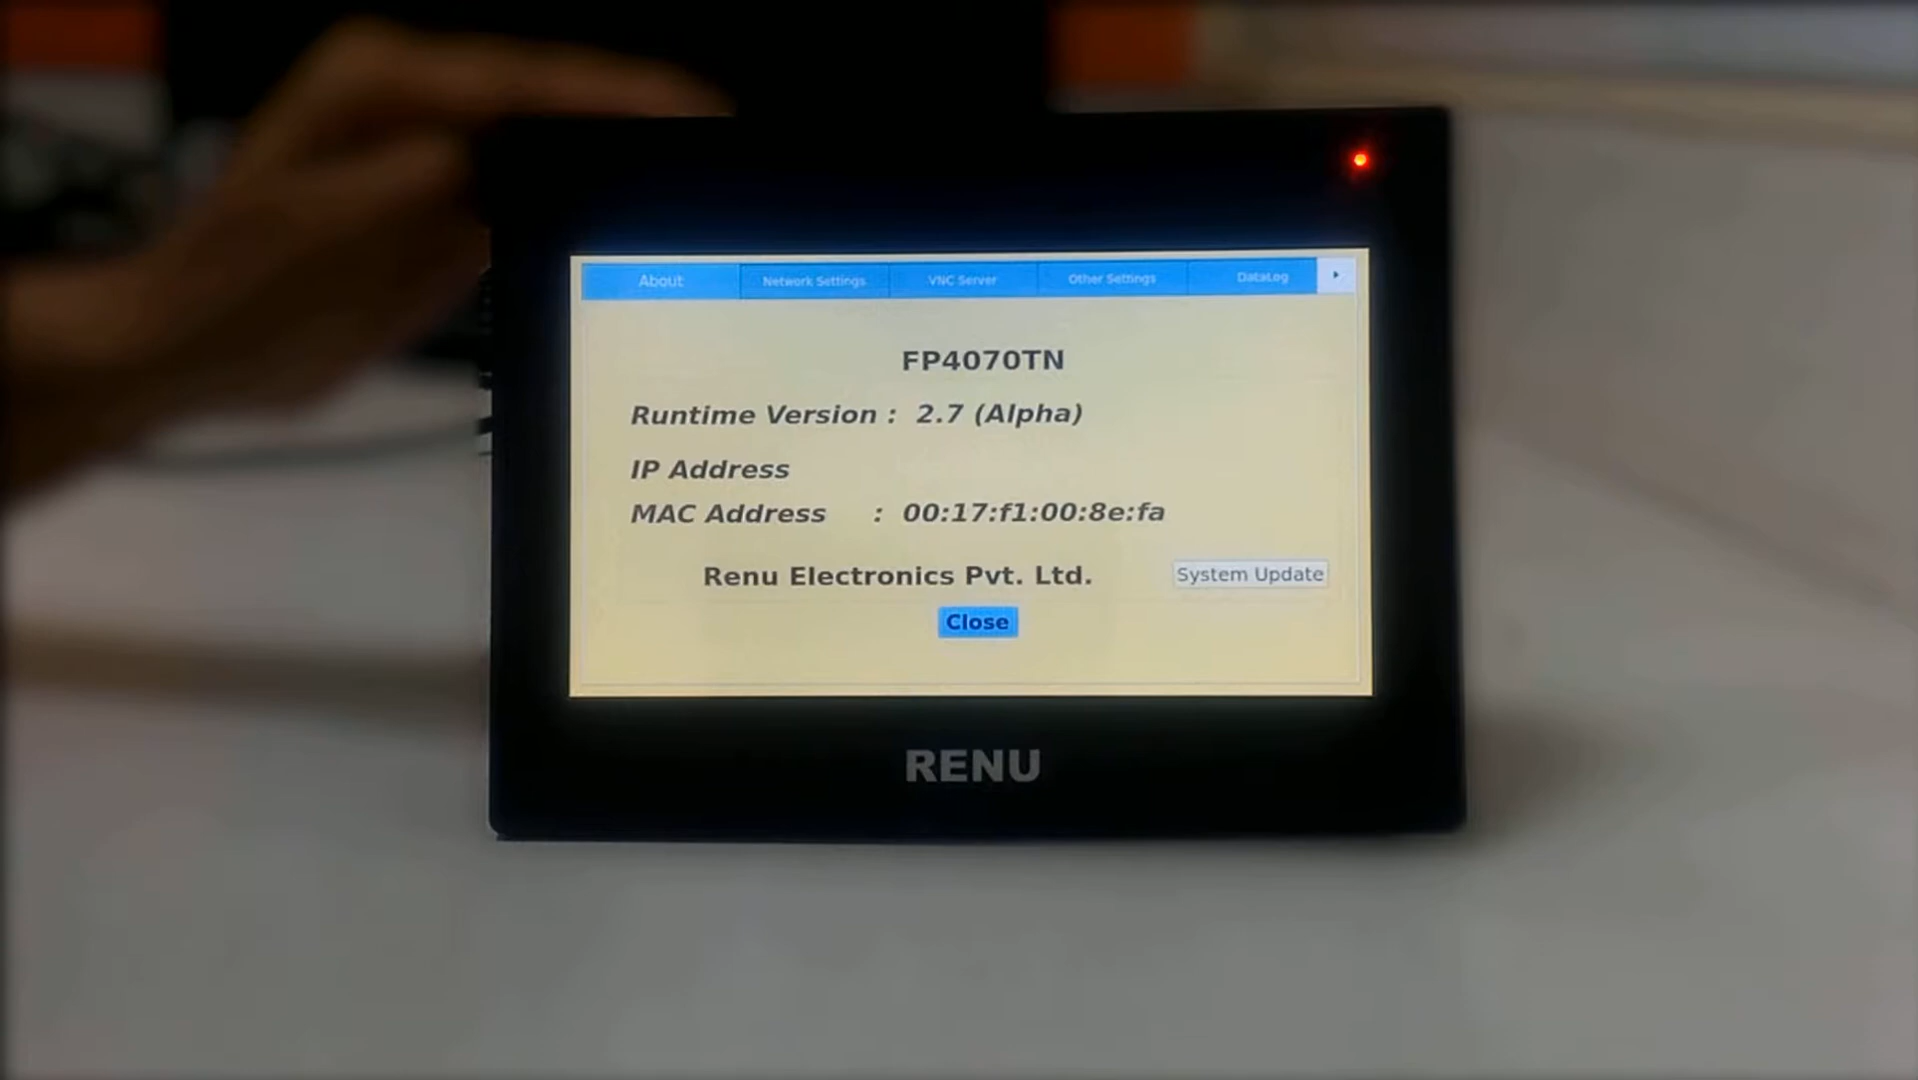 About Network Settings VNC Server Other Settings DataLog
FP4070TN
Runtime Version : 2.7 (Alpha)
IP Address
MAC Address : 00:17:f1:00:8e:fa
Renu Electronics Pvt. Ltd. System Update
Close
RENU